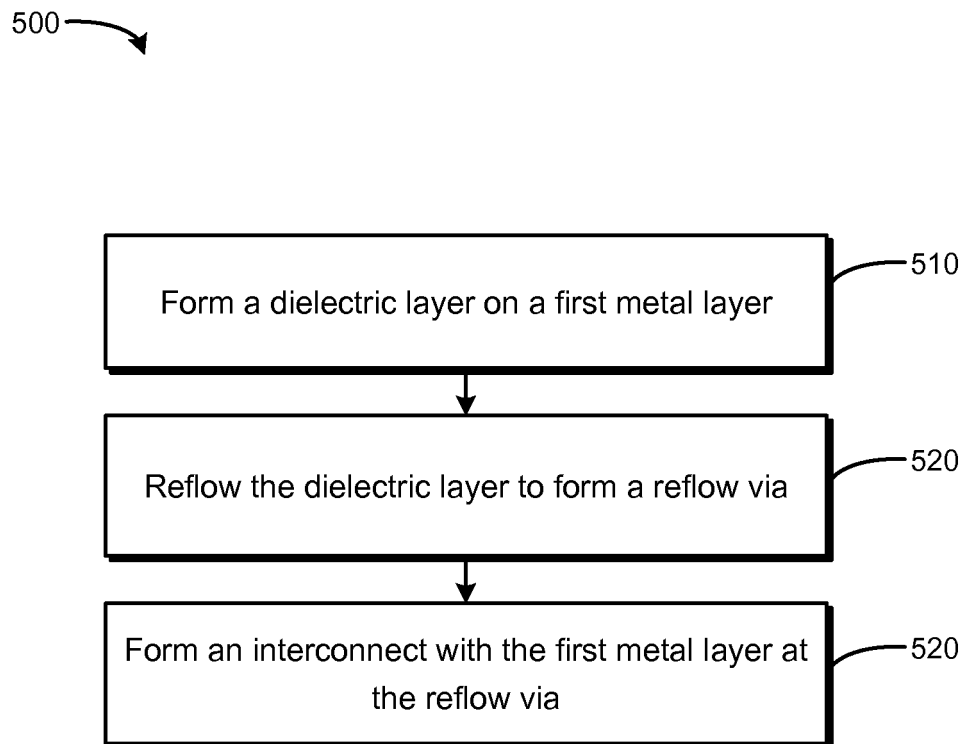 500
Form a dielectric layer on a first metal layer
510
Reflow the dielectric layer to form a reflow via
520
Form an interconnect with the first metal layer at
the reflow via
520